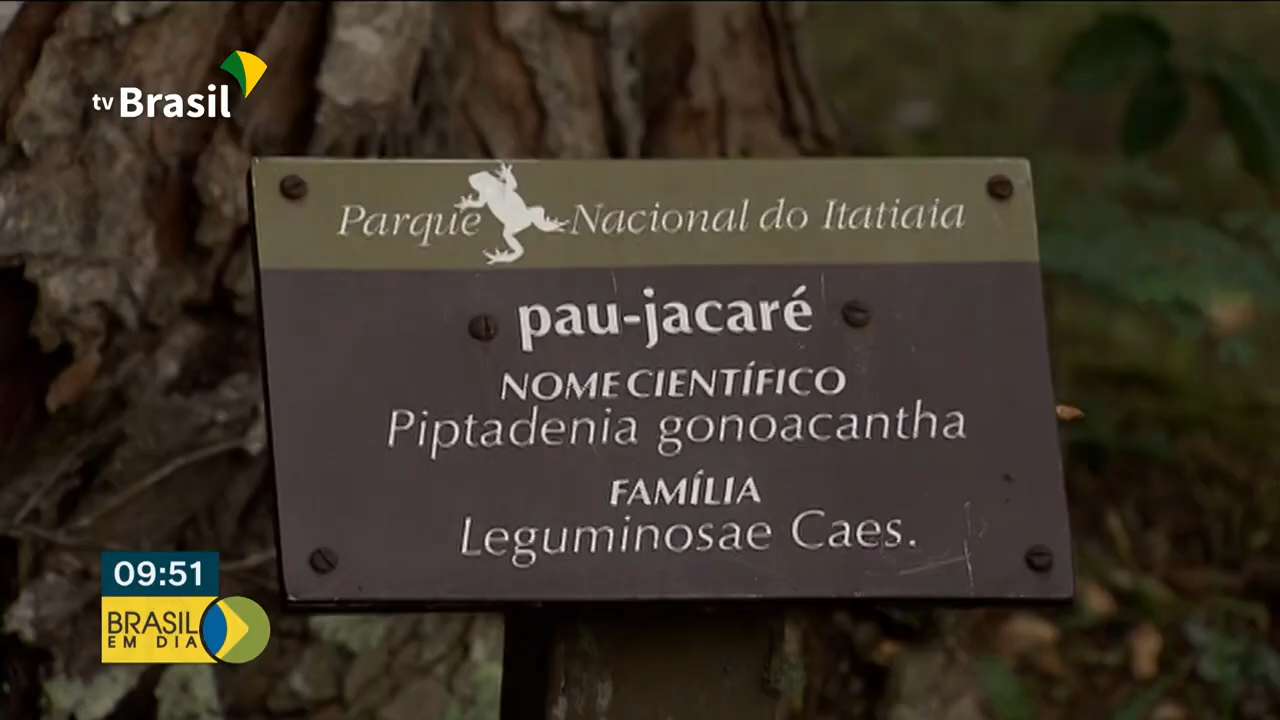 tv Brasil
Parque Nacional do Itatiaia
pau-jacaré
NOME CIENTÍFICO
Piptadenia gonoacantha
FAMÍLIA
Leguminosae Caes.
09:51
BRASIL
EM DIA